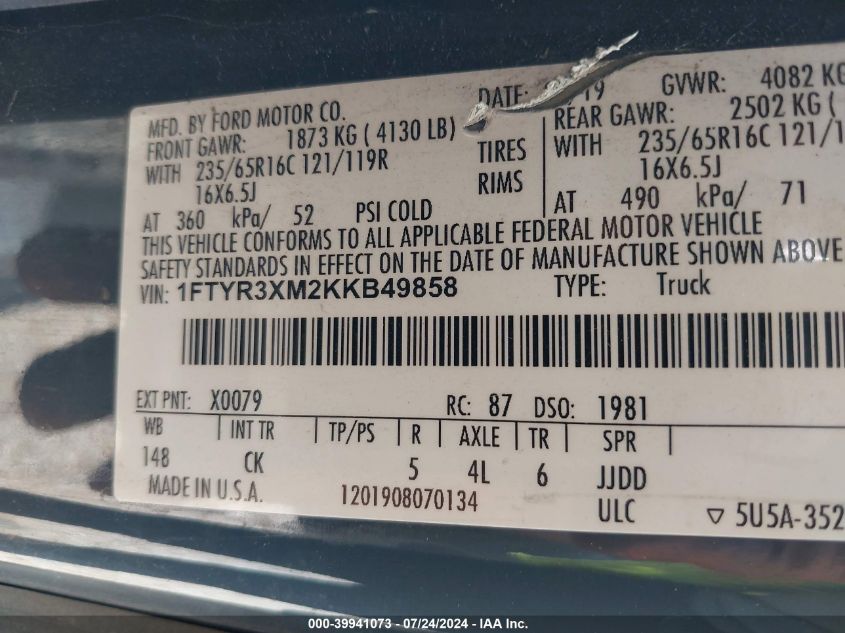 MFD. BY FORD MOTOR CO. DATE: 19 GVWR: 4082 KG
FRONT GAWR: 1873 KG ( 4130 LB) REAR GAWR: 2502 KG (
WITH 235/65R16C 121/119R TIRES WITH 235/65R16C 121/1
16X6.5J RIMS 16X6.5J
AT 360 kPa/ 52 PSI COLD AT 490 kPa/ 71
THIS VEHICLE CONFORMS TO ALL APPLICABLE FEDERAL MOTOR VEHICLE
SAFETY STANDARDS IN EFFECT ON THE DATE OF MANUFACTURE SHOWN ABOVE
VIN: 1FTYR3XM2KKB49858 TYPE: Truck
EXT PNT: X0079 RC: 87 DSO: 1981
WB | INT TR | TP/PS | R | AXLE | TR | SPR
148 CK 5 4L 6 JJDD
MADE IN U.S.A. 1201908070134 ULC ▽ 5U5A-352
000-39941073 - 07/24/2024 - IAA Inc.